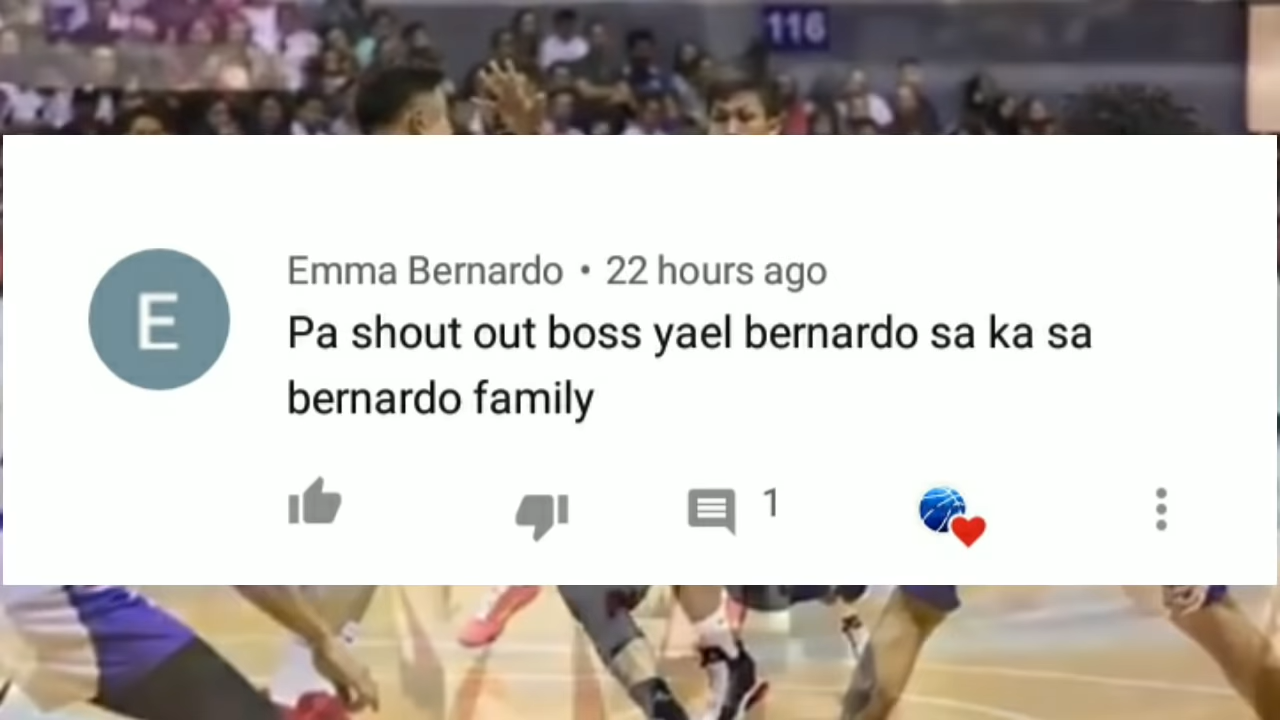 116
Emma Bernardo • 22 hours ago
E
Pa shout out boss yael bernardo sa ka sa
bernardo family
1